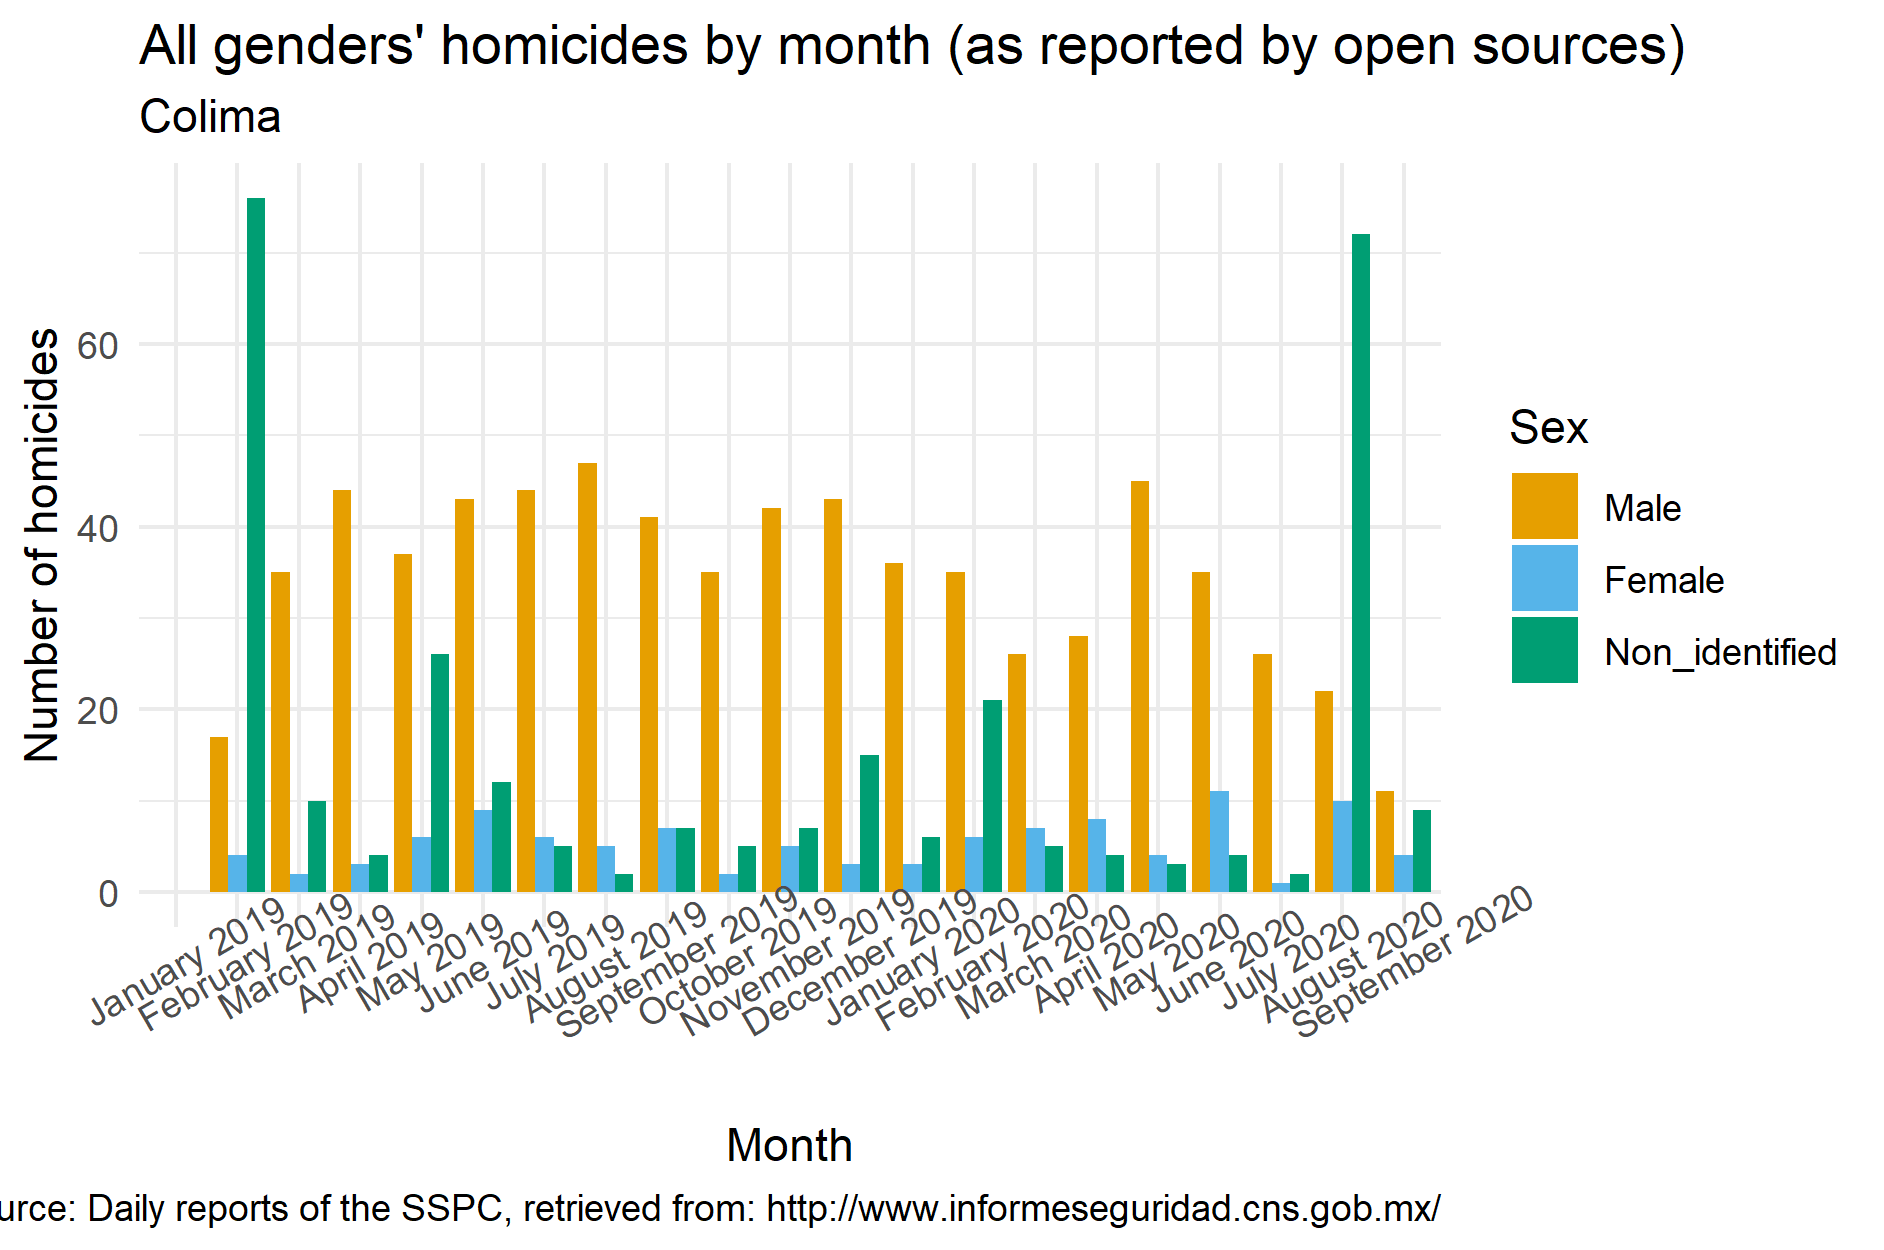 All genders' homicides by month (as reported by open sources)
Colima
Number of homicides
60
40
20
0
January 2019
February 2019
March 2019
April 2019
May 2019
June 2019
July 2019
August 2019
September 2019
October 2019
November 2019
December 2019
January 2020
February 2020
March 2020
April 2020
May 2020
June 2020
July 2020
August 2020
September 2020
Month
Sex
Male
Female
Non_identified
urce: Daily reports of the SSPC, retrieved from: http://www.informeseguridad.cns.gob.mx/